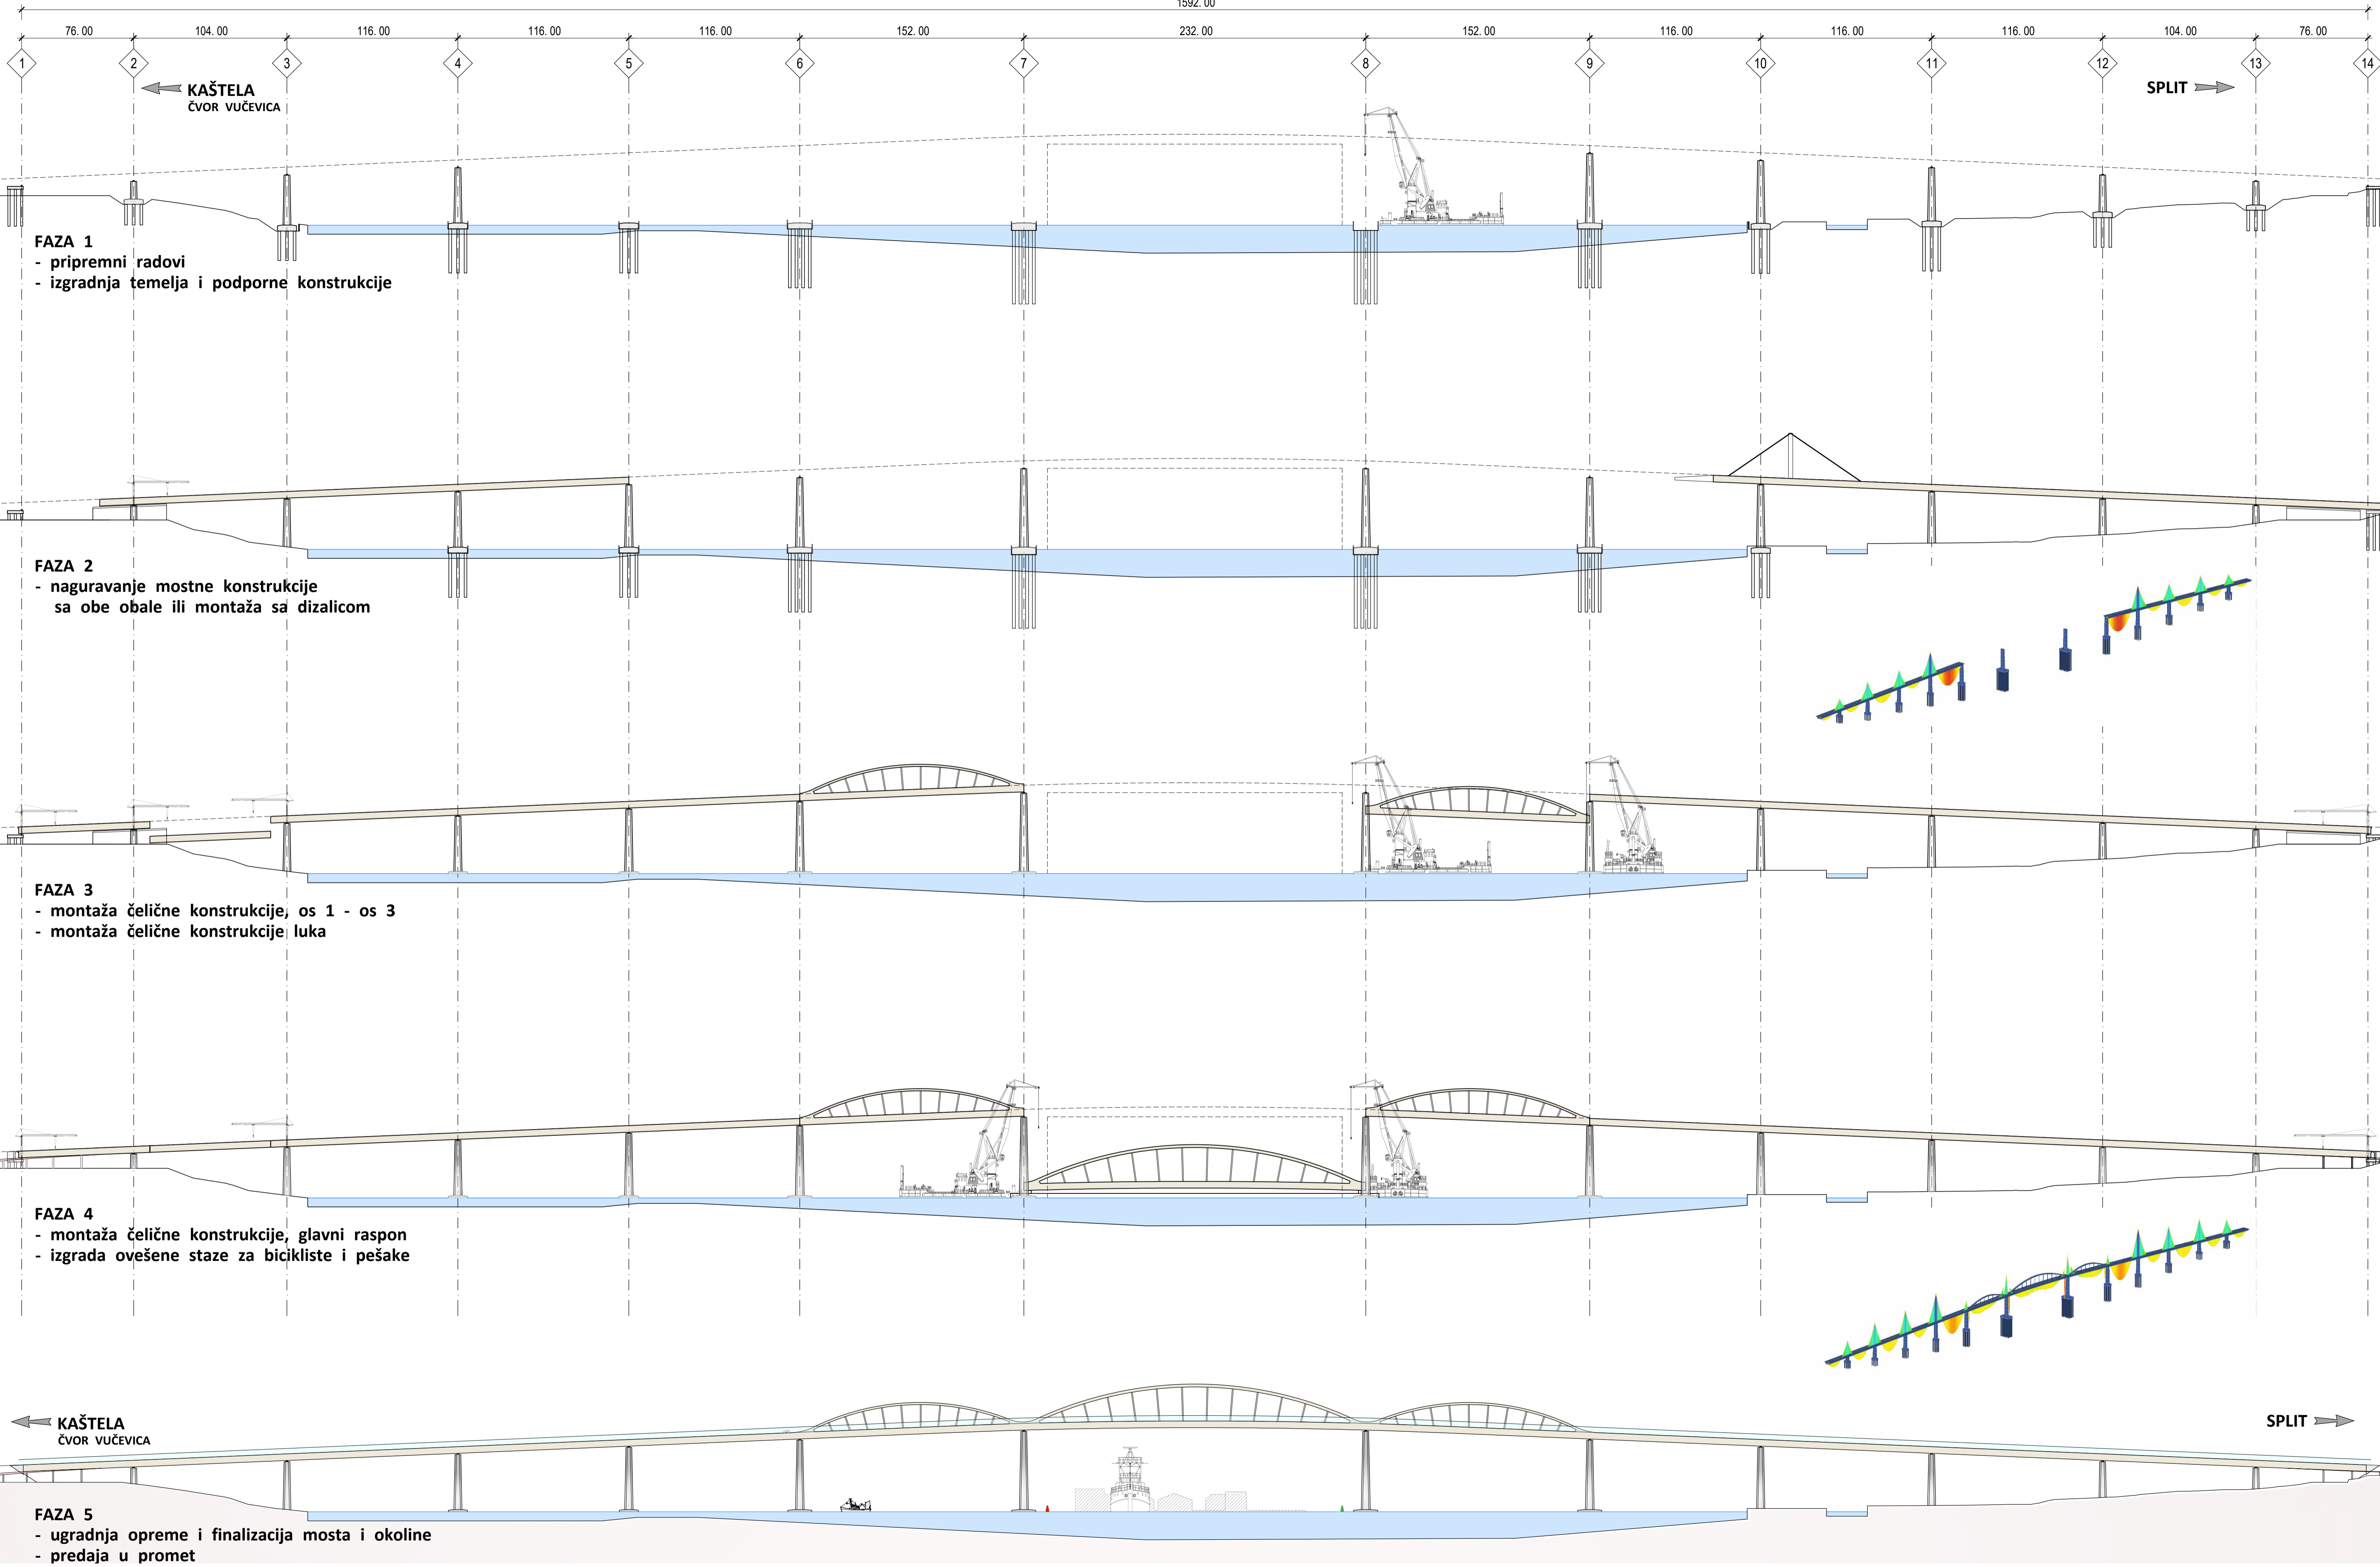 1592. 00
76. 00 104. 00 116. 00 116. 00 116. 00 152. 00 232. 00 152. 00 116. 00 116. 00 116. 00 104. 00 76. 00
1 2 3 4 5 6 7 8 9 10 11 12 13 14
KAŠTELA
ČVOR VUČEVICA
SPLIT
FAZA 1
- pripremni radovi
- izgradnja temelja i podporne konstrukcije
FAZA 2
- naguravanje mostne konstrukcije
sa obe obale ili montaža sa dizalicom
FAZA 3
- montaža čelične konstrukcije, os 1 - os 3
- montaža čelične konstrukcije luka
FAZA 4
- montaža čelične konstrukcije, glavni raspon
- izgrada ovešene staze za bicikliste i pešake
KAŠTELA
ČVOR VUČEVICA
SPLIT
FAZA 5
- ugradnja opreme i finalizacija mosta i okoline
- predaja u promet